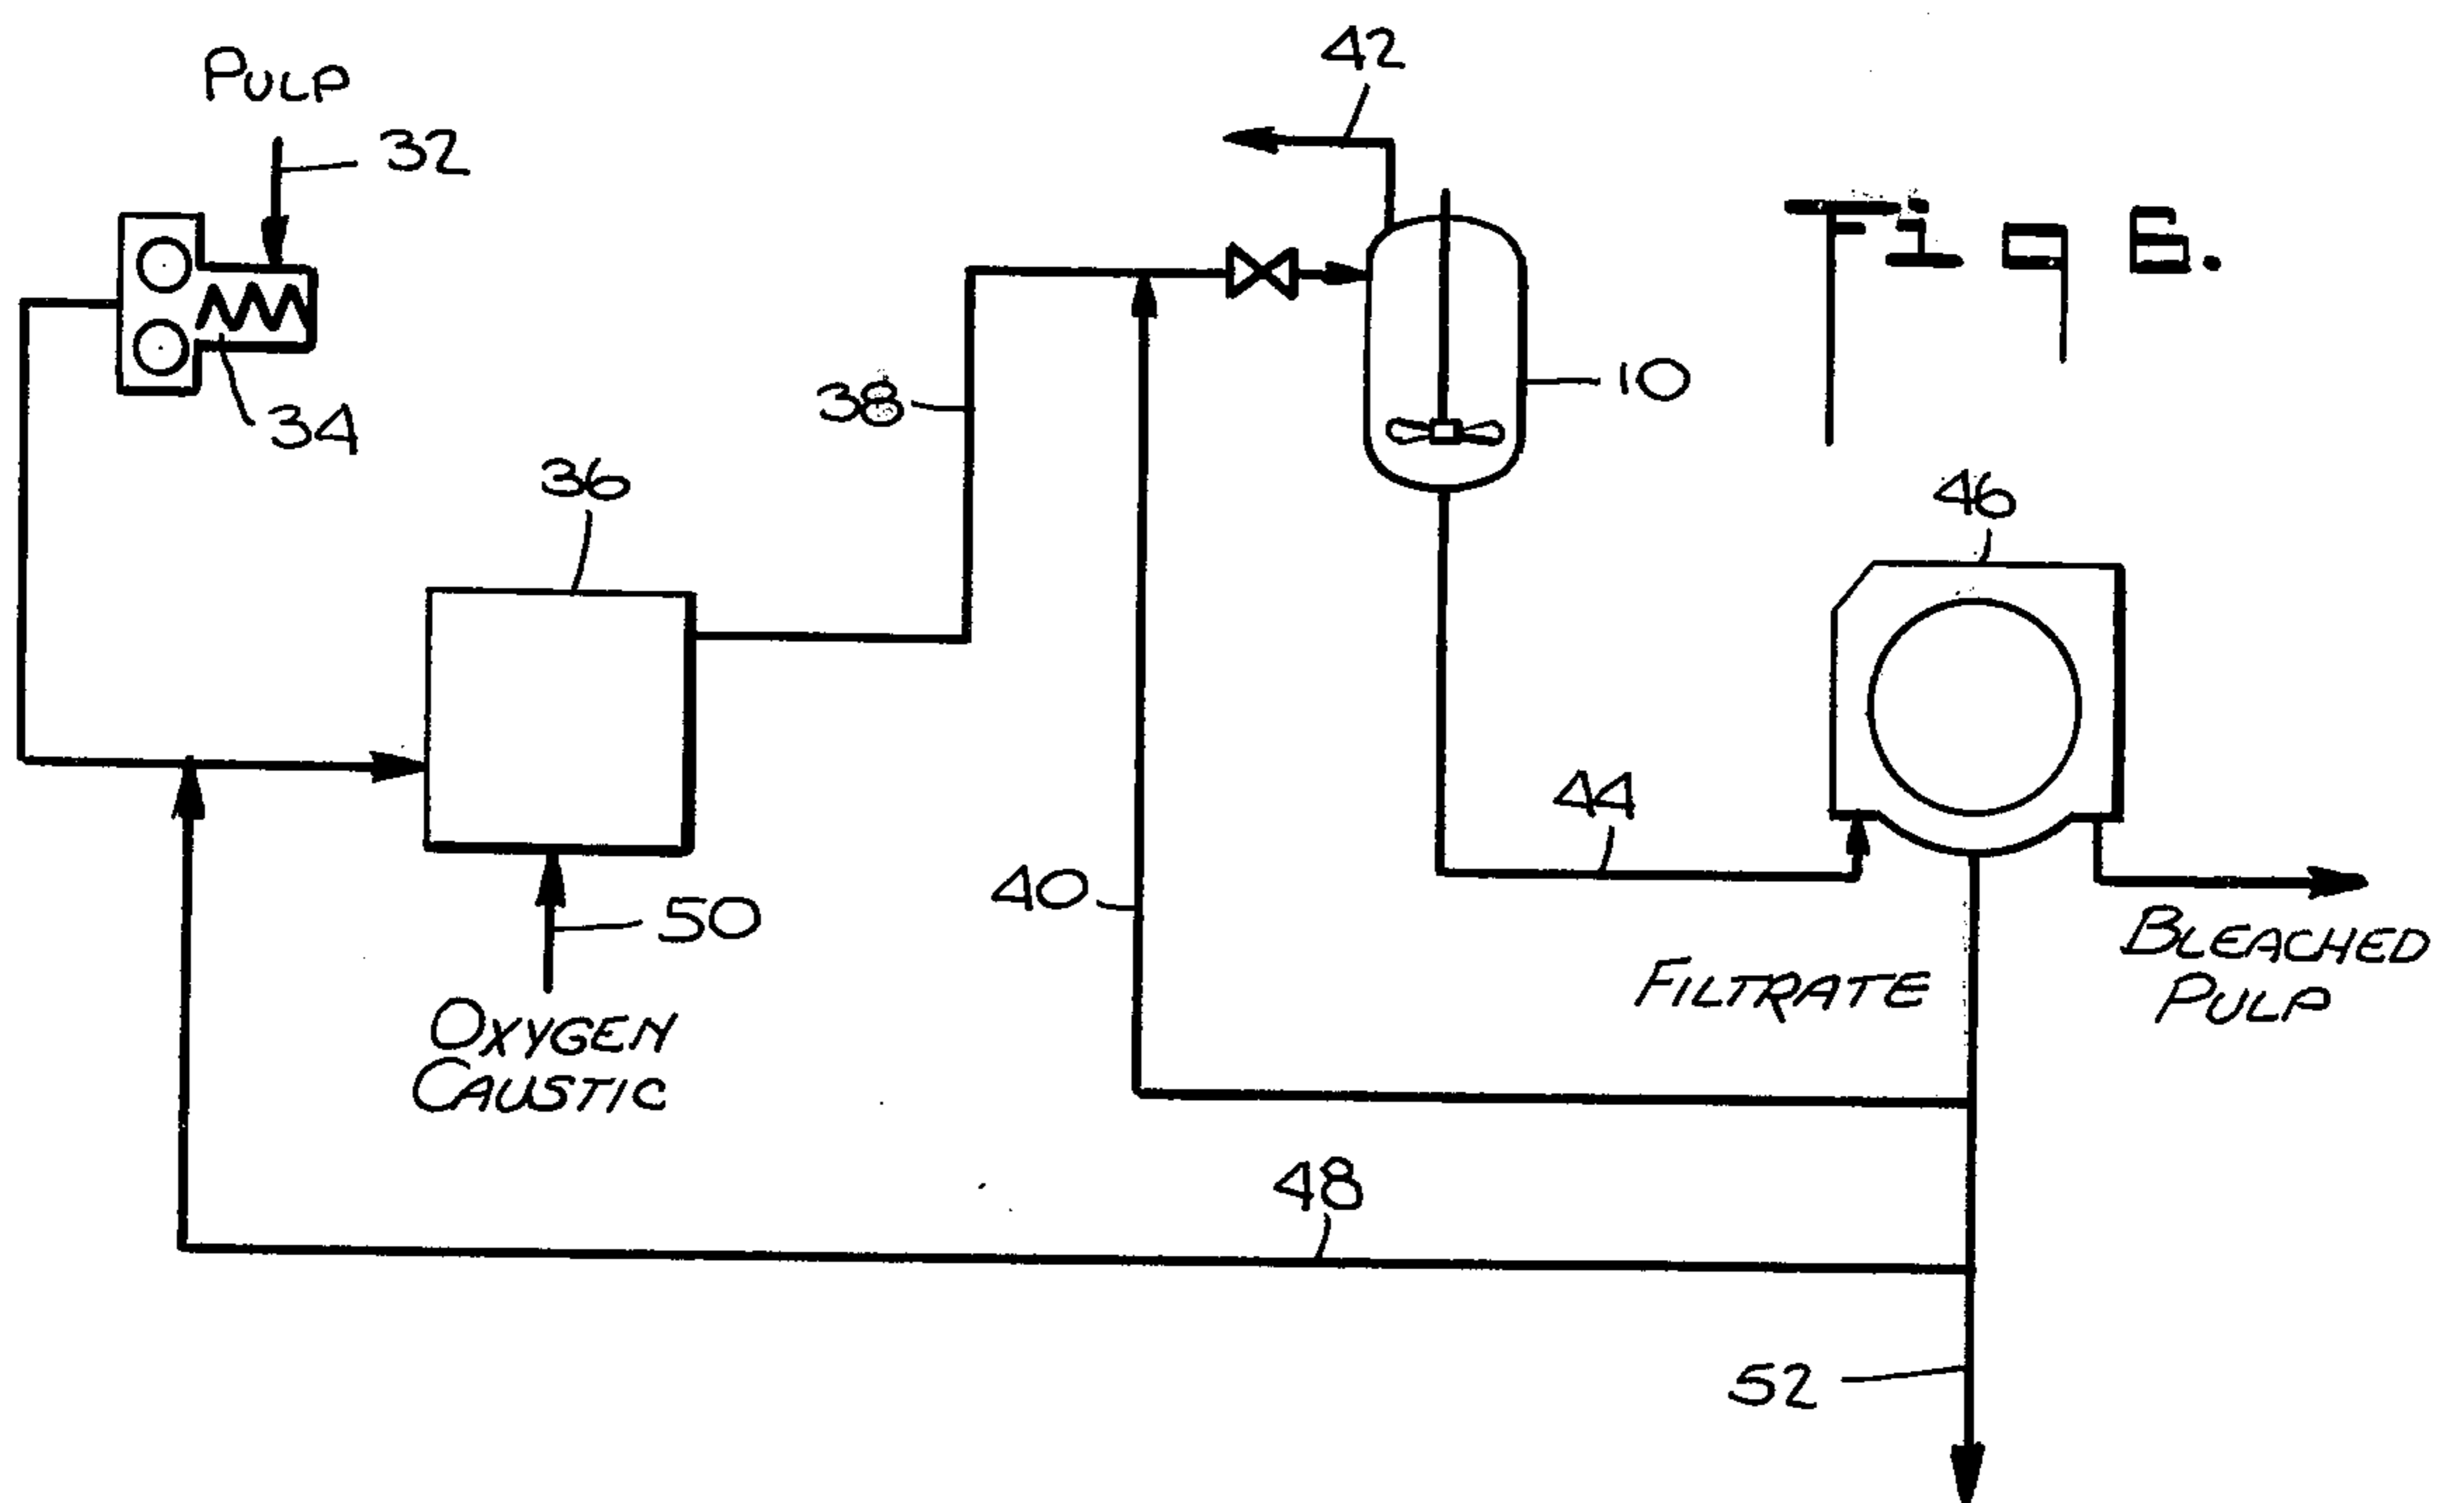 42
PULP
32
Fig 6.
10
38
34
36
46
44
40
50
BLEACHED
PULP
FILTRATE
OXYGEN
CAUSTIC
48
52